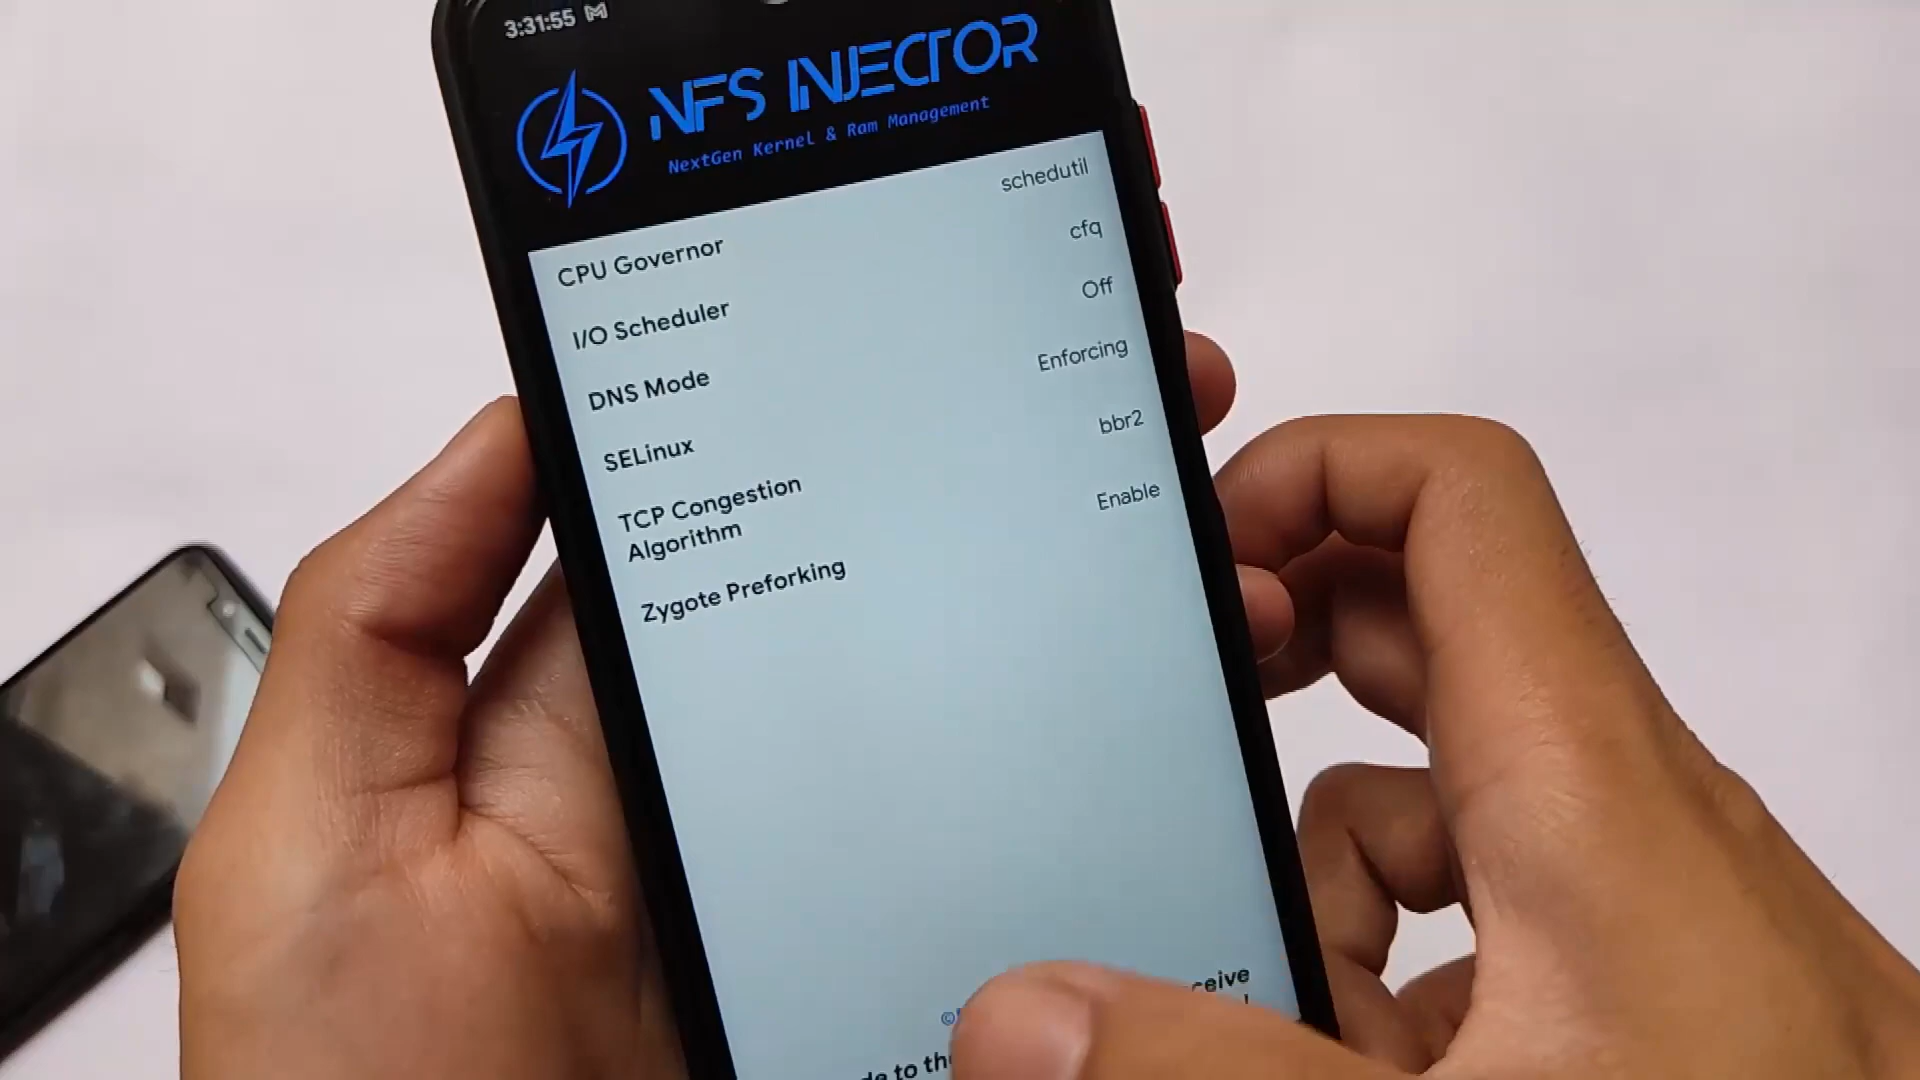 3:31:55
NFS INJECTOR
NextGen Kernel & Ram Management
CPU Governor schedutil
I/O Scheduler cfq
DNS Mode Off
SELinux Enforcing
TCP Congestion
Algorithm bbr2
Zygote Preforking Enable
to